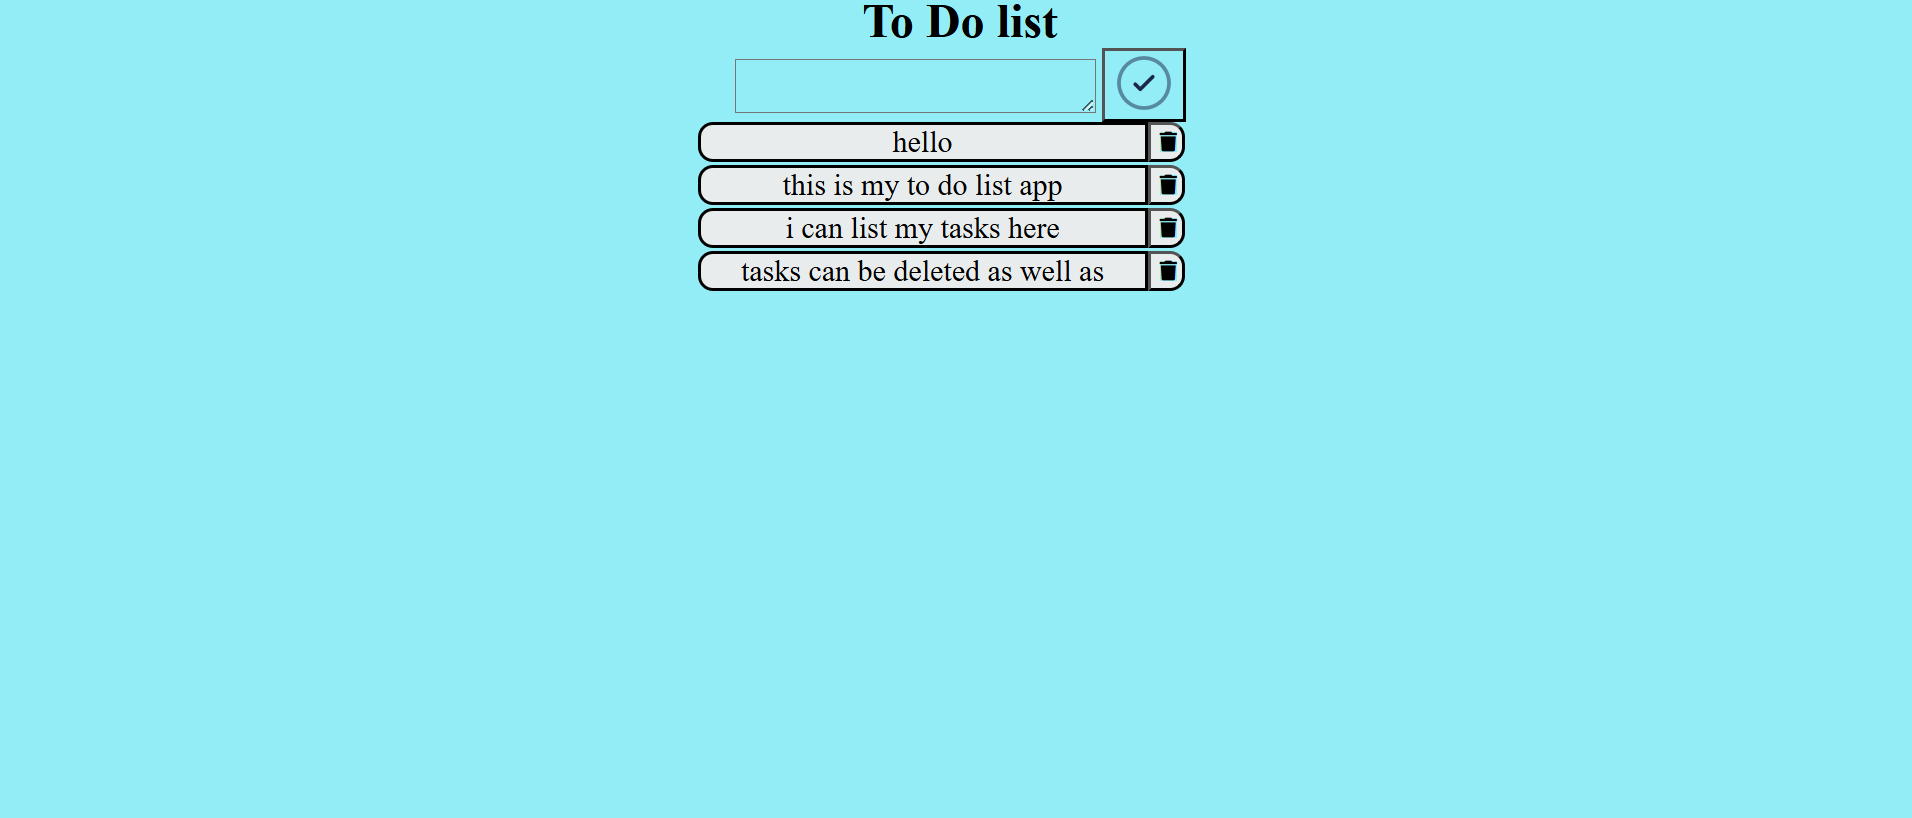 To Do list
hello
this is my to do list app
i can list my tasks here
tasks can be deleted as well as